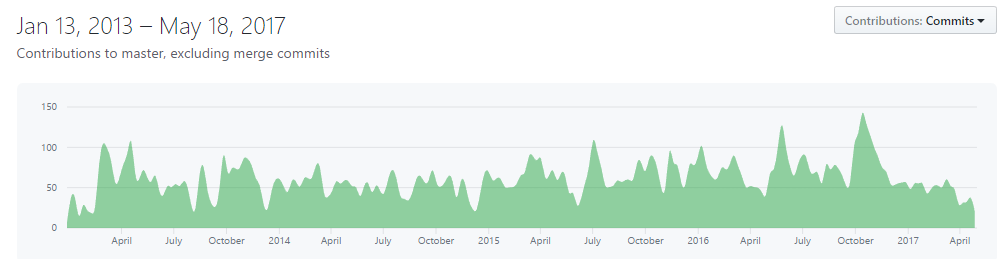 Jan 13, 2013 – May 18, 2017
Contributions: Commits
Contributions to master, excluding merge commits
150
100
50
0
April July October 2014 April July October 2015 April July October 2016 April July October 2017 April